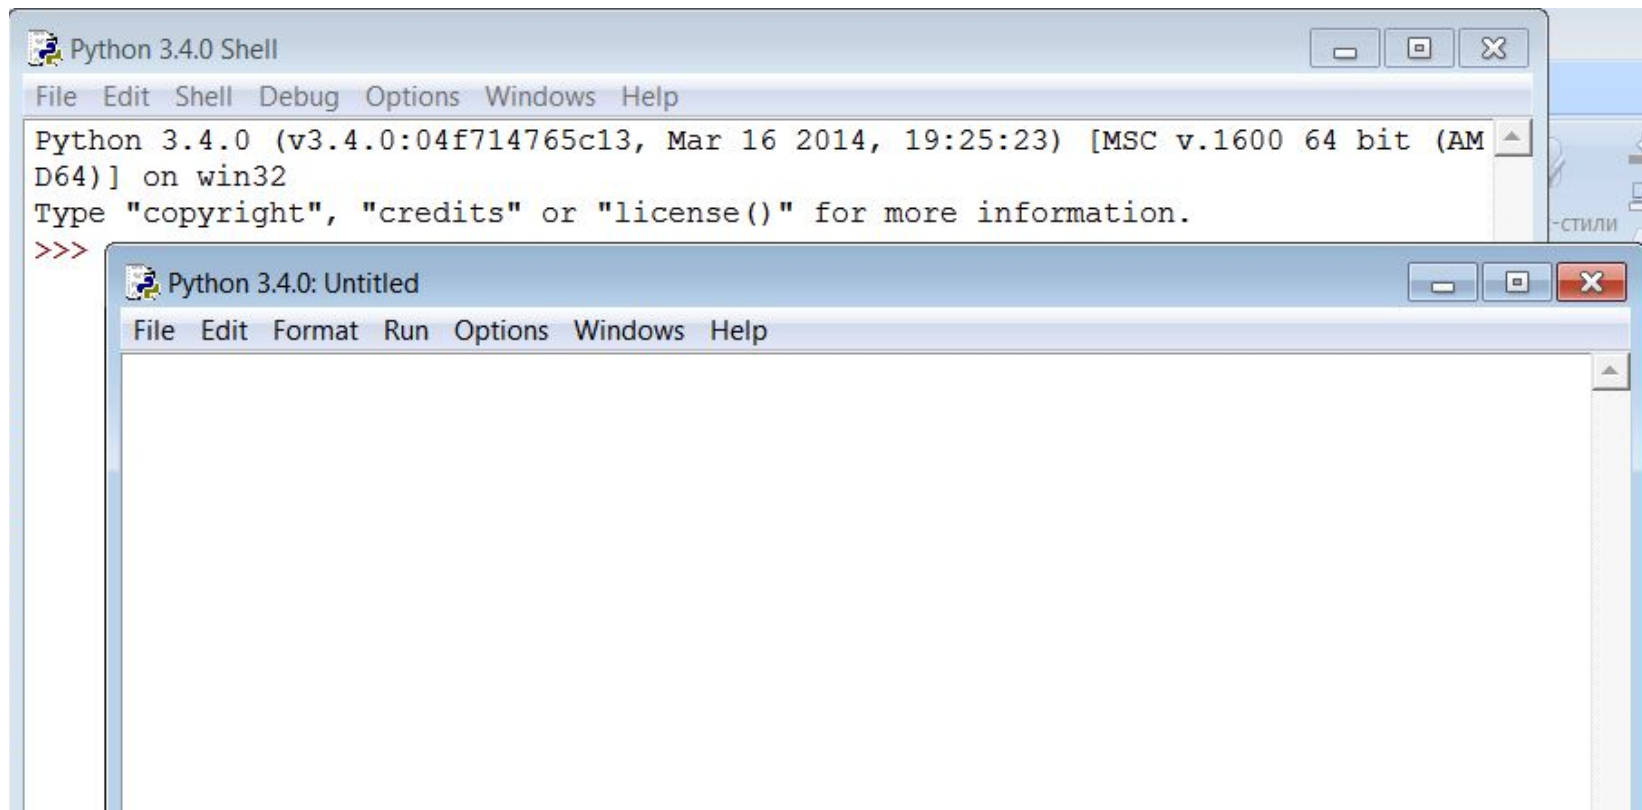 Python 3.4.0 Shell
File Edit Shell Debug Options Windows Help
Python 3.4.0 (v3.4.0:04f714765c13, Mar 16 2014, 19:25:23) [MSC v.1600 64 bit (AM
D64)] on win32
Type "copyright", "credits" or "license()" for more information.
>>>
-стили
Python 3.4.0: Untitled
File Edit Format Run Options Windows Help